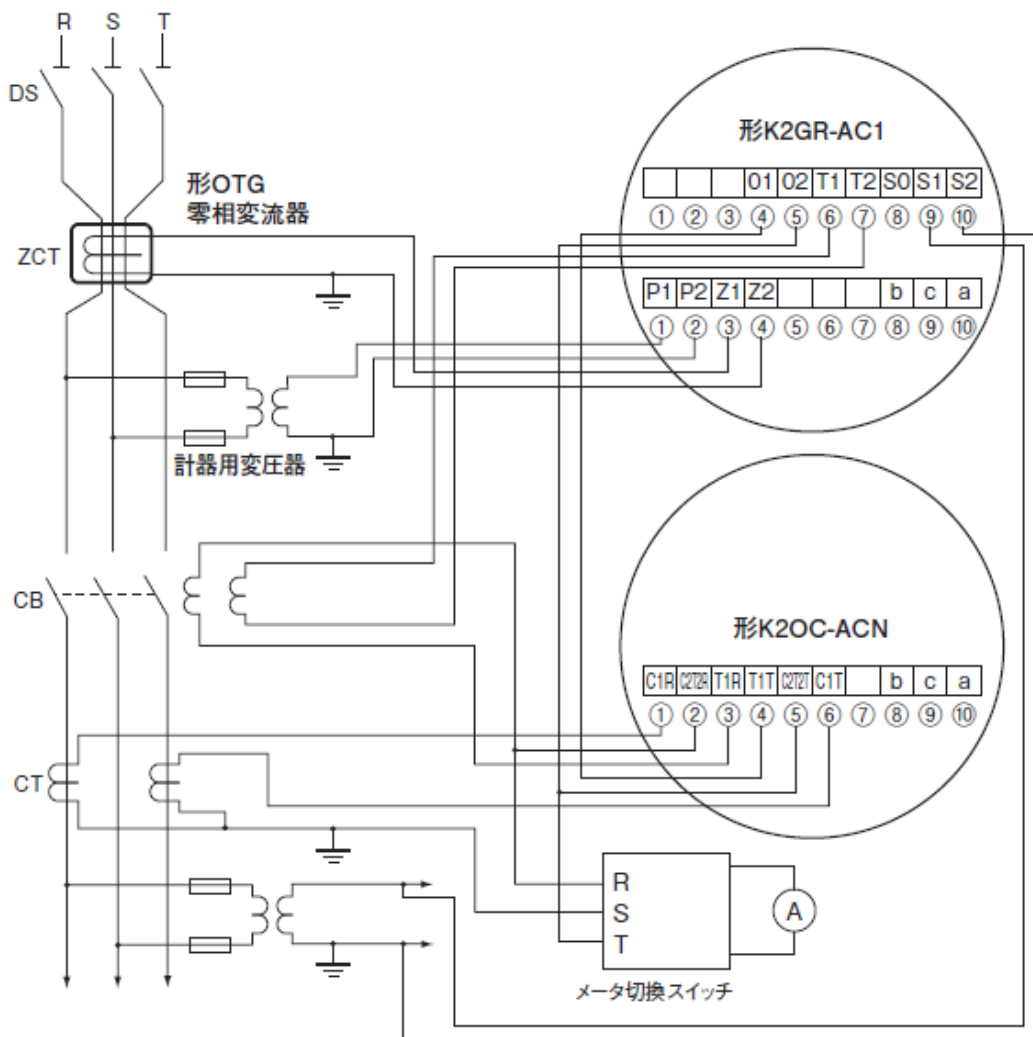 R S T
DS
形OTG
零相変流器
ZCT
計器用変圧器
形K2GR-AC1
01 02 T1 T2 S0 S1 S2
① ② ③ ④ ⑤ ⑥ ⑦ ⑧ ⑨ ⑩
P1 P2 Z1 Z2 b c a
① ② ③ ④ ⑤ ⑥ ⑦ ⑧ ⑨ ⑩
CB
形K2OC-ACN
C1R C2T2R T1R T1T C2T2T C1T b c a
① ② ③ ④ ⑤ ⑥ ⑦ ⑧ ⑨ ⑩
CT
R
S
T
A
メータ切換スイッチ